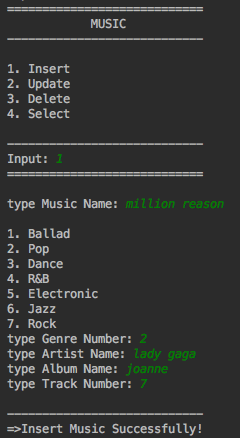 ============================
MUSIC
----------------------------
1. Insert
2. Update
3. Delete
4. Select
----------------------------
Input: 1
============================
type Music Name: million reason
1. Ballad
2. Pop
3. Dance
4. R&B
5. Electronic
6. Jazz
7. Rock
type Genre Number: 2
type Artist Name: lady gaga
type Album Name: joanne
type Track Number: 7
----------------------------
=>Insert Music Successfully!